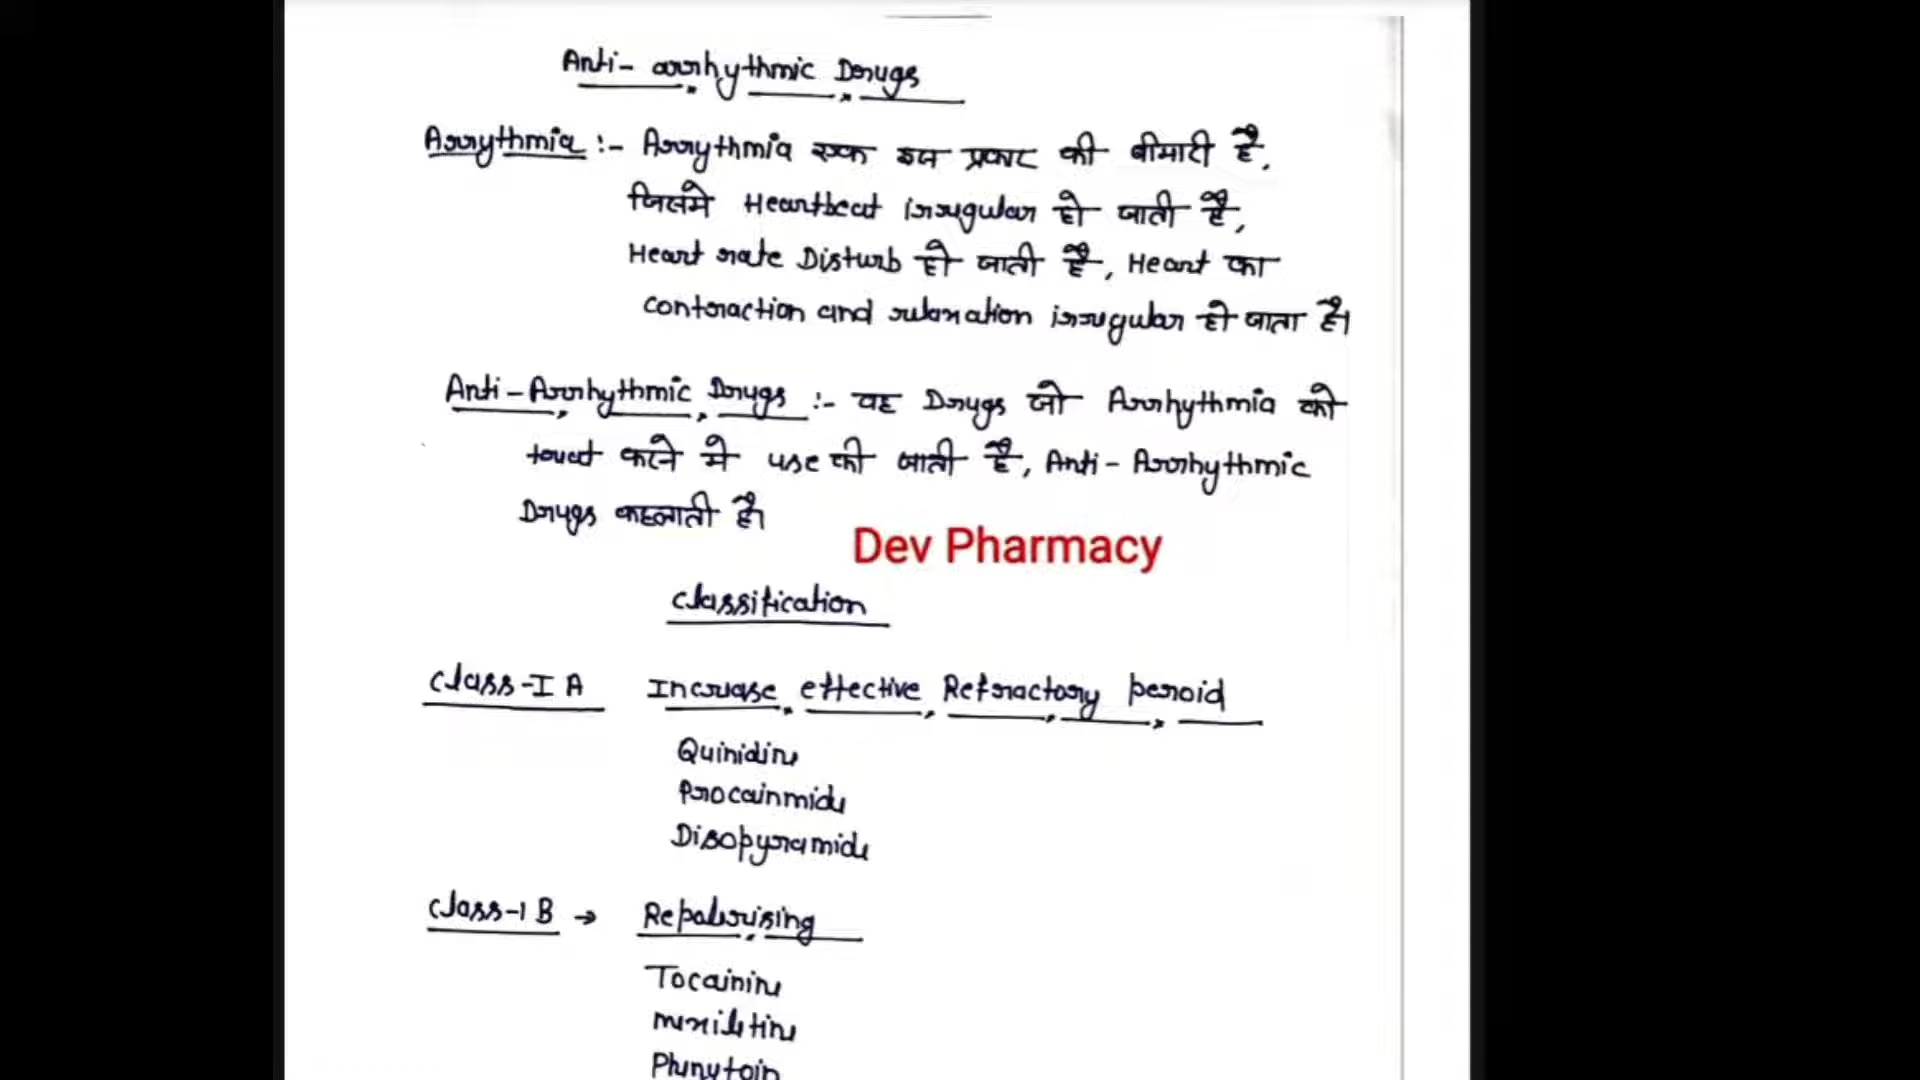 Anti- arrhythmic Drugs
Arrythmia :- Arrythmia एक इस प्रकार की बीमारी है,
जिसमे Heartbeat irregular हो जाती है,
Heart rate Disturb हो जाती है, Heart का
contraction and relaxation irregular हो जाता है।
Anti-Arrhythmic Drugs :- वह Drugs जो Arrhythmia को
treat करने मे use की जाती है, Anti-Arrhythmic
Drugs कहलाती है।
Dev Pharmacy
classification
class-I A Increase effective Refractory peroid
Quinidine
Procainmide
Disopyramide
class-I B → Repalorising
Tocainine
mexiletine
Phenytoin